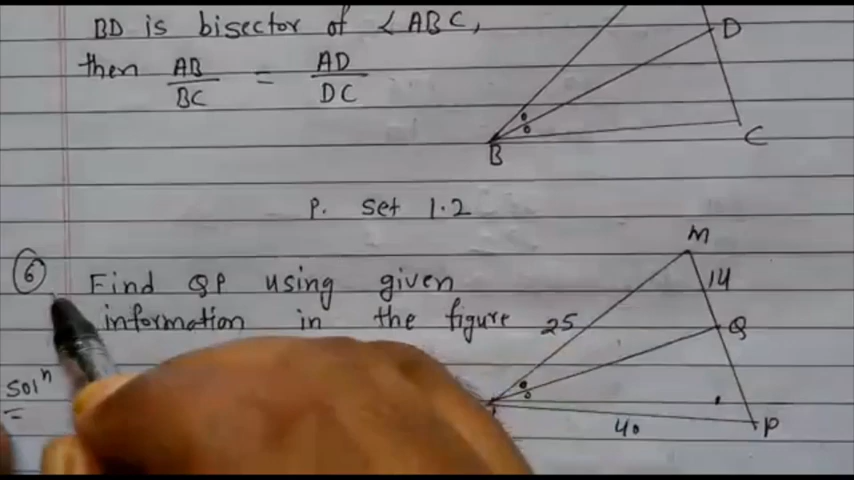 BD is bisector of ∠ABC,
then AB/BC = AD/DC
D
B
C
P. Set 1.2
6 Find QP using given
information in the figure
Solⁿ
M
14
25
Q
40
P